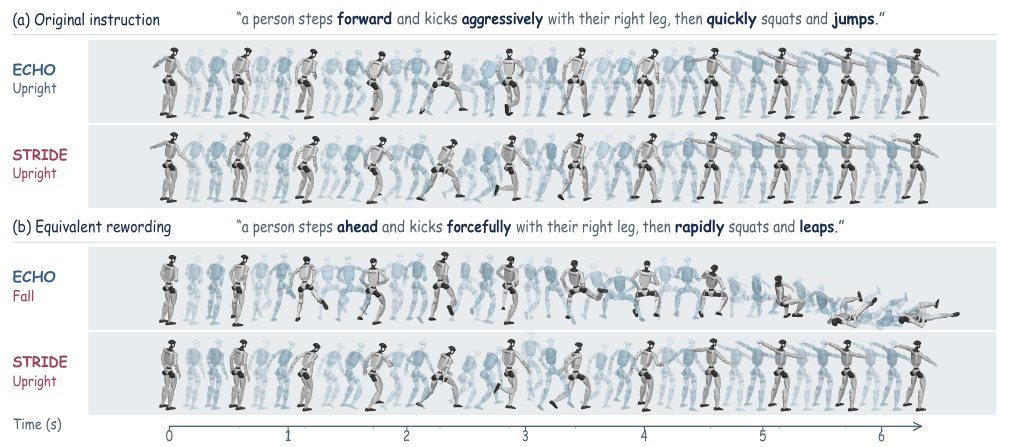 (a) Original instruction "a person steps forward and kicks aggressively with their right leg, then quickly squats and jumps."
ECHO
Upright
STRIDE
Upright
(b) Equivalent rewording "a person steps ahead and kicks forcefully with their right leg, then rapidly squats and leaps."
ECHO
Fall
STRIDE
Upright
Time (s)
0 1 2 3 4 5 6